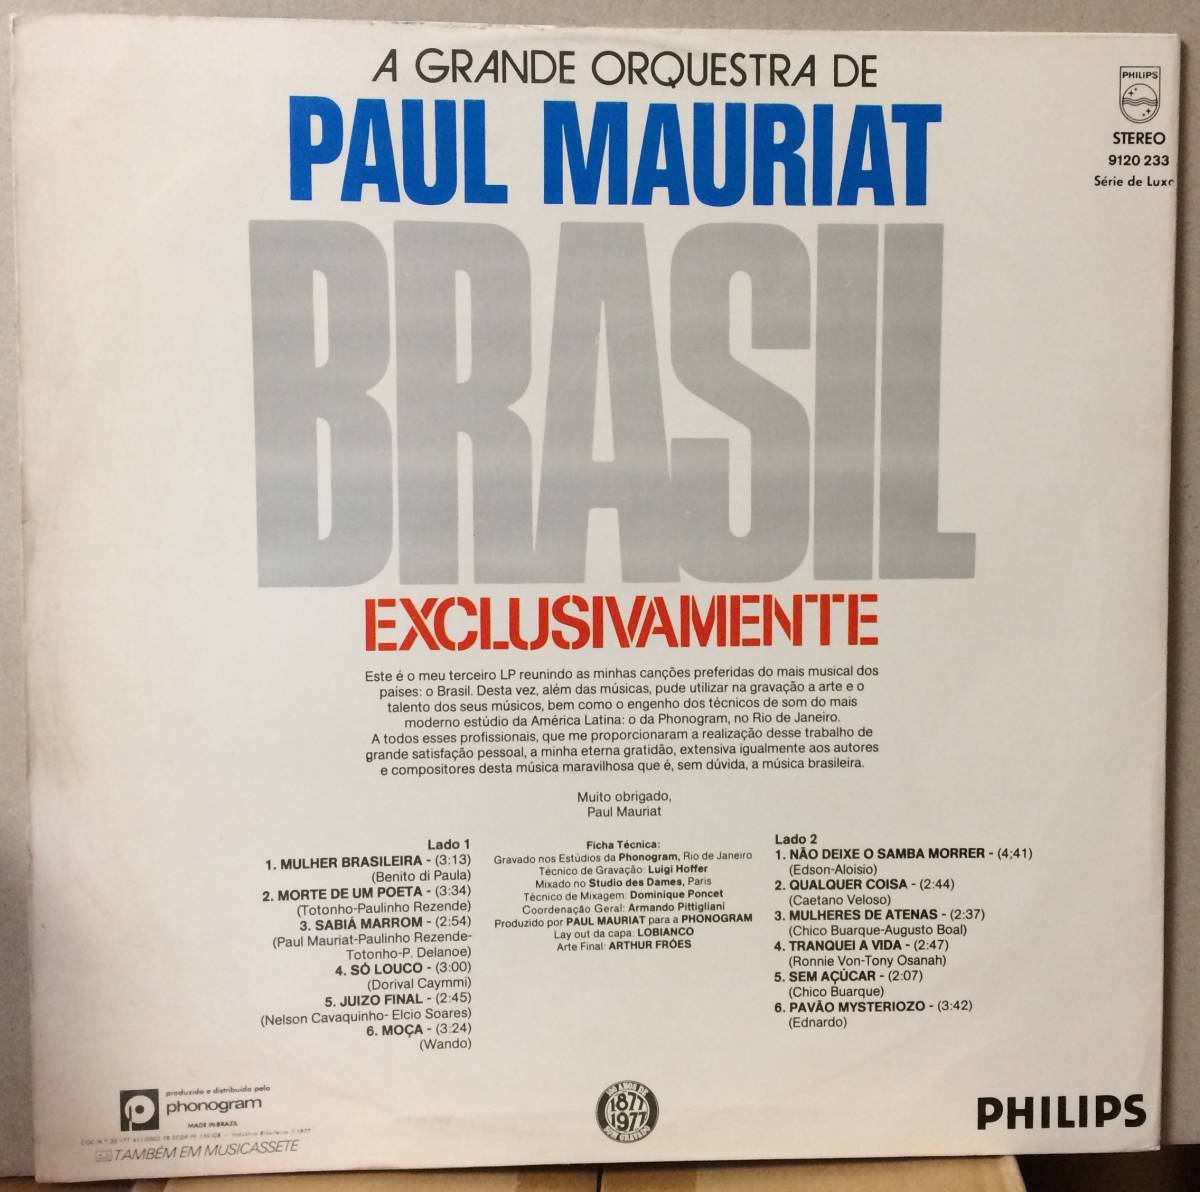 A GRANDE ORQUESTRA DE
PAUL MAURIAT
BRASIL
EXCLUSIVAMENTE
PHILIPS
STEREO
9120 233
Série de Luxo
Este é o meu terceiro LP reunindo as minhas canções preferidas do mais musical dos
países: o Brasil. Desta vez, além das músicas, pude utilizar na gravação a arte e o
talento dos seus músicos, bem como o engenho dos técnicos de som do mais
moderno estúdio da América Latina: o da Phonogram, no Rio de Janeiro.
A todos esses profissionais, que me proporcionaram a realização desse trabalho de
grande satisfação pessoal, a minha eterna gratidão, extensiva igualmente aos autores
e compositores desta música maravilhosa que é, sem dúvida, a música brasileira.
Muito obrigado,
Paul Mauriat
Lado 1
1. MULHER BRASILEIRA - (3:13)
(Benito di Paula)
2. MORTE DE UM POETA - (3:34)
(Totonho-Paulinho Rezende)
3. SABIÁ MARROM - (2:54)
(Paul Mauriat-Paulinho Rezende-
Totonho-P. Delanoe)
4. SÓ LOUCO - (3:00)
(Dorival Caymmi)
5. JUIZO FINAL - (2:45)
(Nelson Cavaquinho- Elcio Soares)
6. MOÇA - (3:24)
(Wando)
Ficha Técnica:
Gravado nos Estúdios da Phonogram, Rio de Janeiro
Técnico de Gravação: Luigi Hoffer
Mixado no Studio des Dames, Paris
Técnico de Mixagem: Dominique Poncet
Coordenação Geral: Armando Pittigliani
Produzido por PAUL MAURIAT para a PHONOGRAM
Lay out da capa: LOBIANCO
Arte Final: ARTHUR FRÓES
Lado 2
1. NÃO DEIXE O SAMBA MORRER - (4;41)
(Edson-Aloisio)
2. QUALQUER COISA - (2:44)
(Caetano Veloso)
3. MULHERES DE ATENAS - (2:37)
(Chico Buarque-Augusto Boal)
4. TRANQUEI A VIDA - (2:47)
(Ronnie Von-Tony Osanah)
5. SEM AÇÚCAR - (2:07)
(Chico Buarque)
6. PAVÃO MYSTERIOZO - (3:42)
(Ednardo)
produzido e distribuido pela
phonogram
MADE IN BRAZIL
Indústria Brasileira © 1977
TAMBÉM EM MUSICASSETE
100 ANOS DE
1877
1977
SOM GRAVADO
PHILIPS